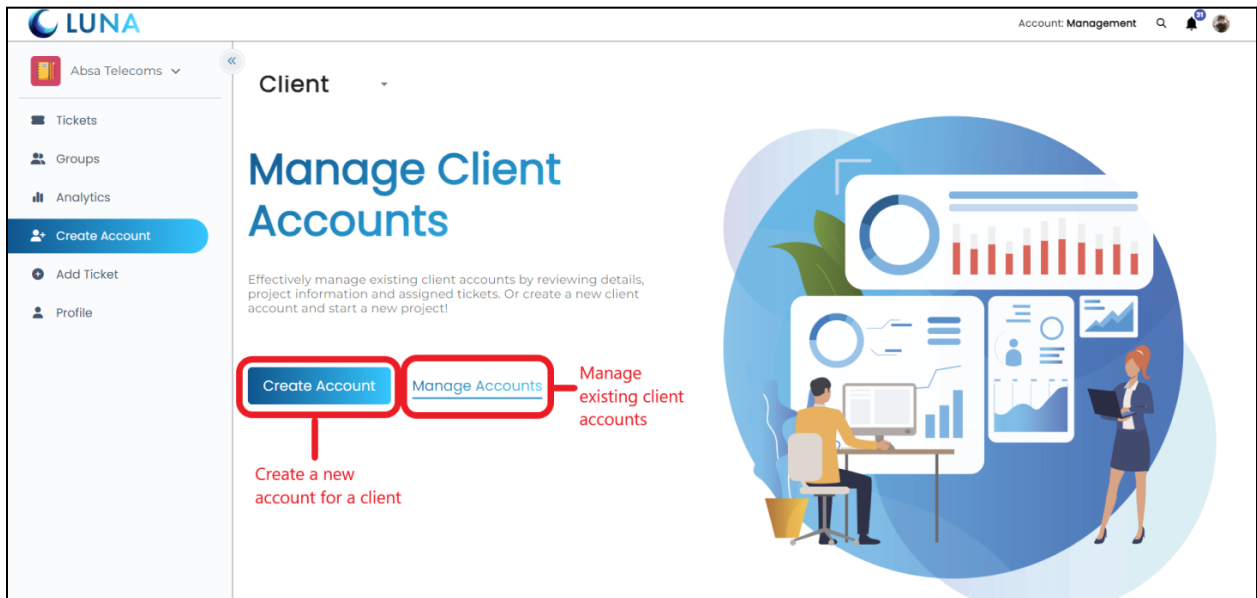 LUNA
Account: Management
31
Absa Telecoms
Client
Tickets
Groups
Analytics
Create Account
Add Ticket
Profile
Manage Client
Accounts
Effectively manage existing client accounts by reviewing details,
project information and assigned tickets. Or create a new client
account and start a new project!
Create Account
Manage Accounts
Manage
existing client
accounts
Create a new
account for a client